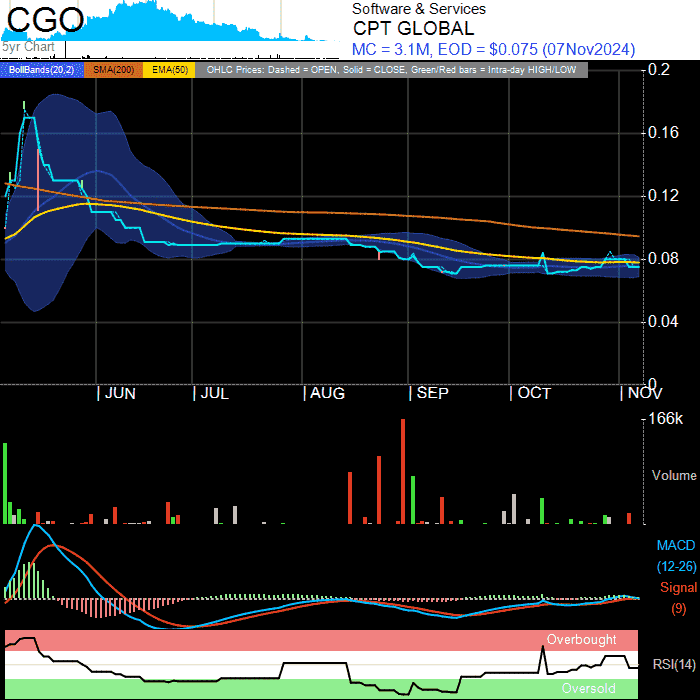 CGO
5yr Chart
Software & Services
CPT GLOBAL
MC = 3.1M, EOD = $0.075 (07Nov2024)
BollBands(20,2) SMA(200) EMA(50) OHLC Prices: Dashed = OPEN, Solid = CLOSE, Green/Red bars = Intra-day HIGH/LOW
0.2
0.16
0.12
0.08
0.04
0
JUN JUL AUG SEP OCT NOV
166k
Volume
MACD
(12-26)
Signal
(9)
Overbought
RSI(14)
Oversold